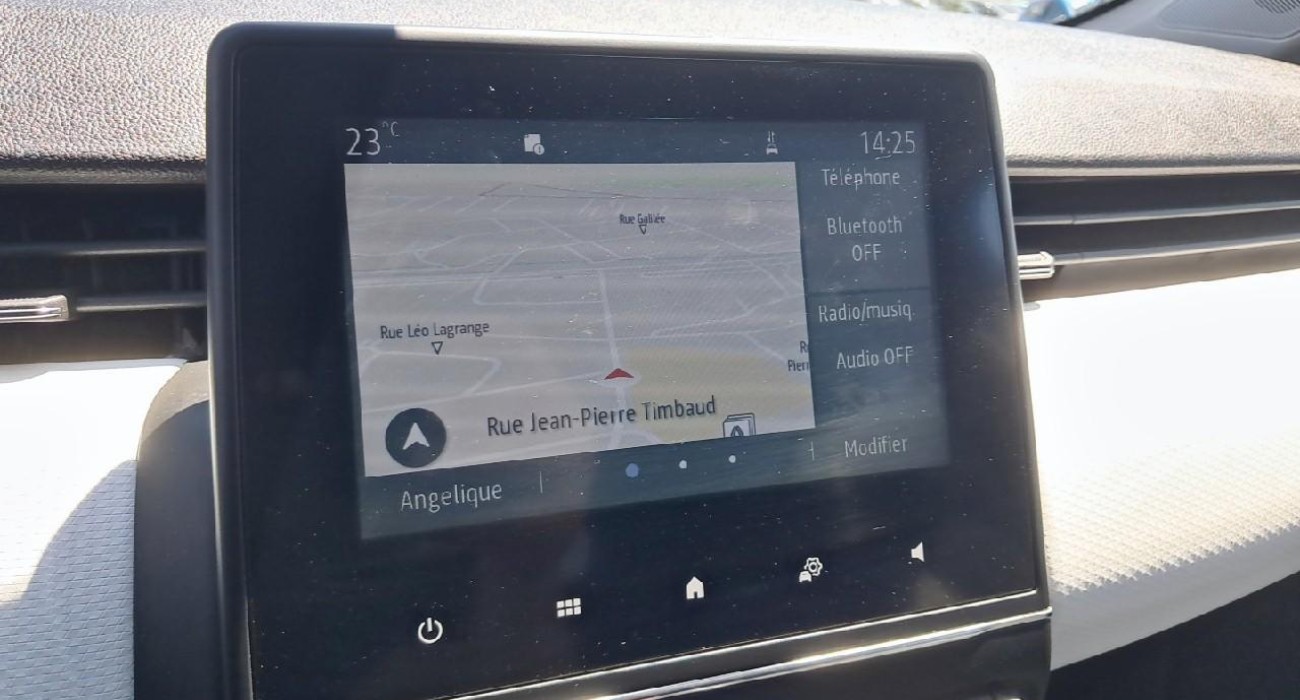 23°C
14:25
Téléphone
Rue Galilée
Bluetooth
OFF
Radio/musiq
Rue Léo Lagrange
Audio OFF
Rue Jean-Pierre Timbaud
Modifier
Angelique